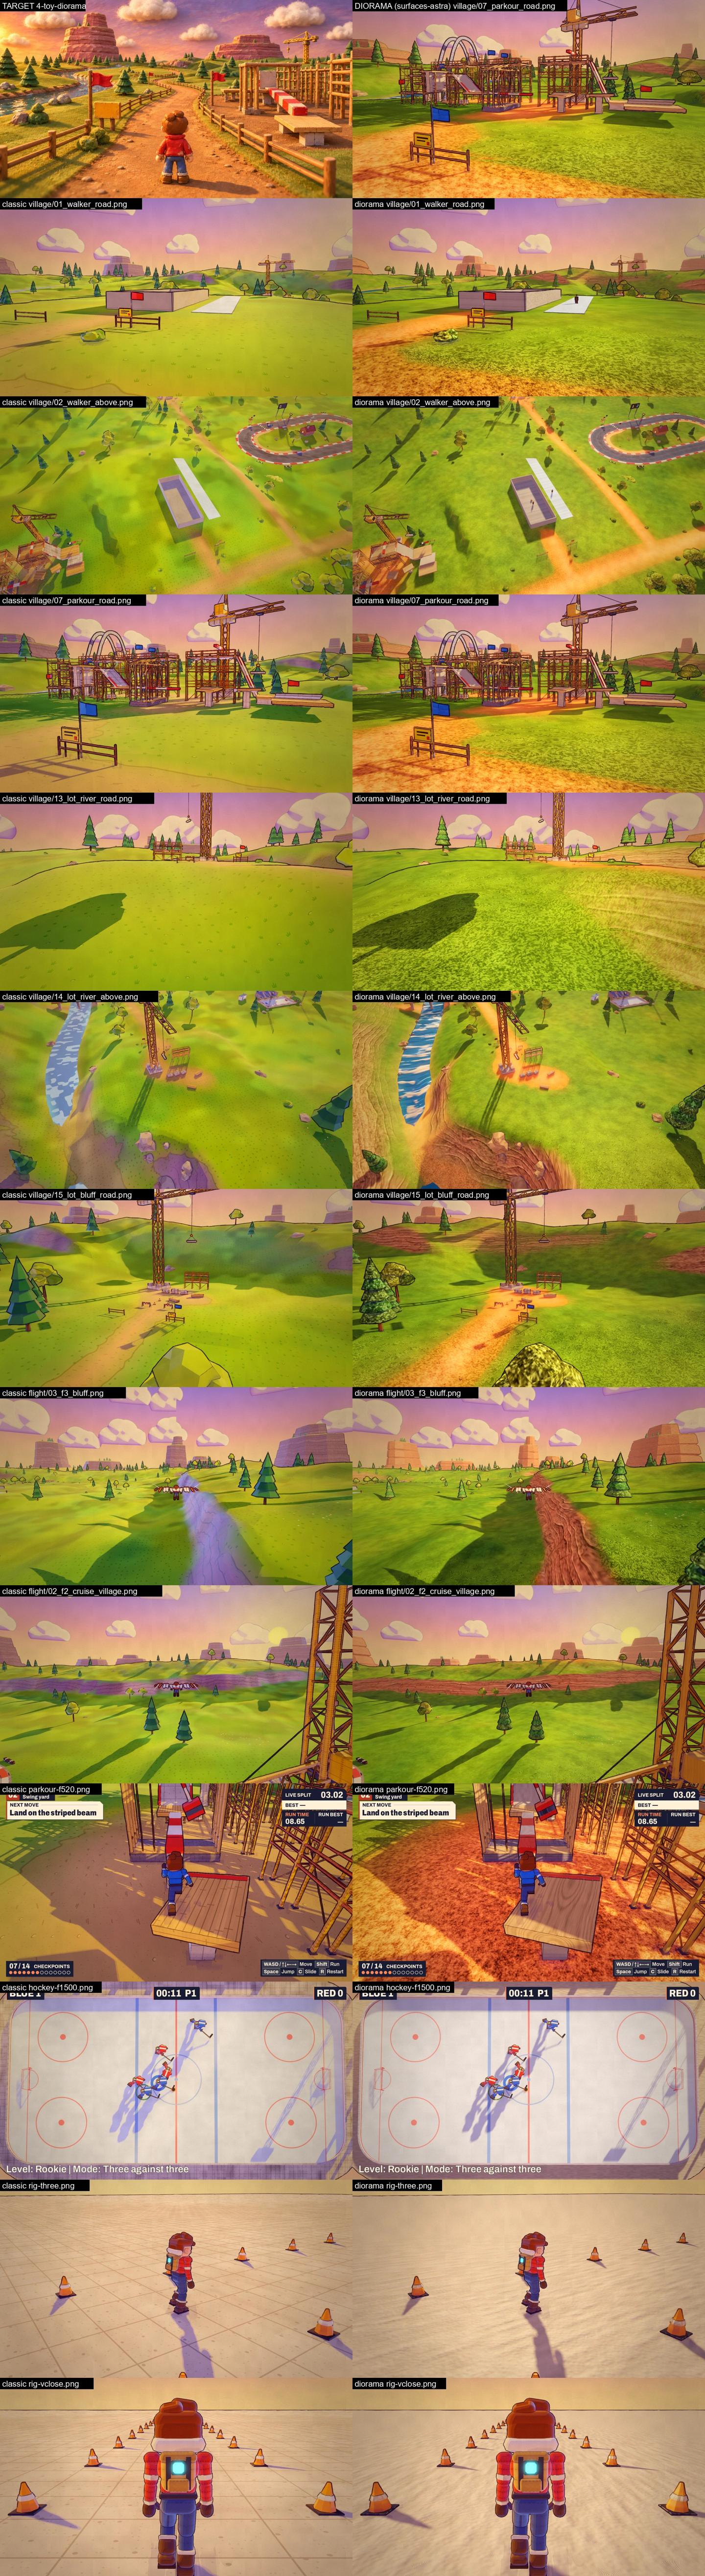 TARGET 4-toy-diorama
DIORAMA (surfaces-astra) village/07_parkour_road.png
classic village/01_walker_road.png
diorama village/01_walker_road.png
classic village/02_walker_above.png
diorama village/02_walker_above.png
classic village/07_parkour_road.png
diorama village/07_parkour_road.png
classic village/13_lot_river_road.png
diorama village/13_lot_river_road.png
classic village/14_lot_river_above.png
diorama village/14_lot_river_above.png
classic village/15_lot_bluff_road.png
diorama village/15_lot_bluff_road.png
classic flight/03_f3_bluff.png
diorama flight/03_f3_bluff.png
classic flight/02_f2_cruise_village.png
diorama flight/02_f2_cruise_village.png
classic parkour-f520.png
Swing yard
NEXT MOVE
Land on the striped beam
LIVE SPLIT 03.02
BEST —
RUN TIME RUN BEST
08.65 —
07/14 CHECKPOINTS
WASD/↑↓←→ Move Shift Run
Space Jump C Slide R Restart
diorama parkour-f520.png
Swing yard
NEXT MOVE
Land on the striped beam
LIVE SPLIT 03.02
BEST —
RUN TIME RUN BEST
08.65 —
07/14 CHECKPOINTS
WASD/↑↓←→ Move Shift Run
Space Jump C Slide R Restart
classic hockey-f1500.png
BLUE 1 00:11 P1 RED 0
Level: Rookie | Mode: Three against three
diorama hockey-f1500.png
BLUE 1 00:11 P1 RED 0
Level: Rookie | Mode: Three against three
classic rig-three.png
diorama rig-three.png
classic rig-vclose.png
diorama rig-vclose.png